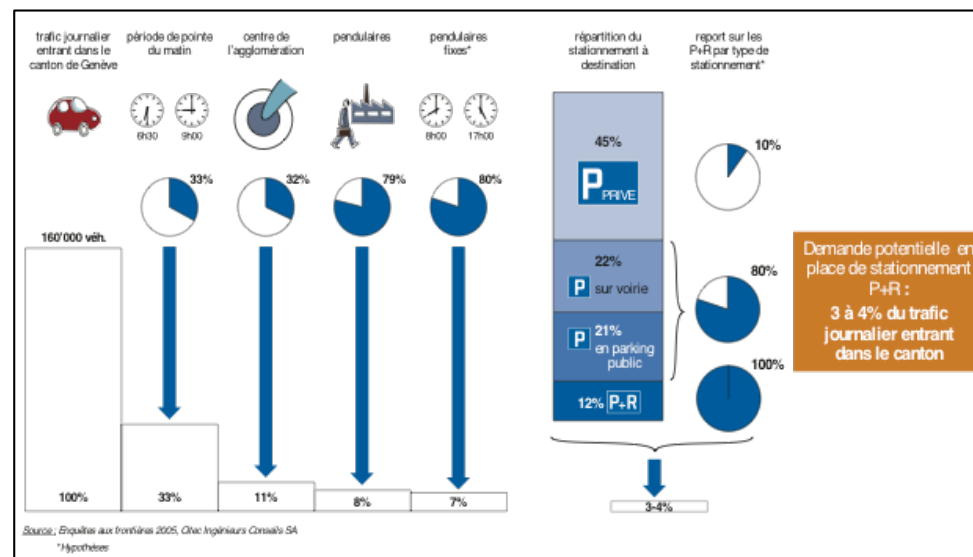 trafic journalier
entrant dans le
canton de Genève
période de pointe
du matin
centre de
l'agglomération
pendulaires
pendulaires
fixes*
répartition du
stationnement à
destination
report sur les
P+R par type de
stationnement*
6h30
9h00
8h00
17h00
33%
32%
79%
80%
160'000 véh.
100%
33%
11%
8%
7%
45%
P PRIVE
22%
P sur voirie
P 21%
en parking
public
12% P+R
10%
80%
100%
3-4%
Demande potentielle en
place de stationnement
P+R :
3 à 4% du trafic
journalier entrant
dans le canton
Source : Enquêtes aux frontières 2005, Citec Ingénieurs Conseils SA
*Hypothèses